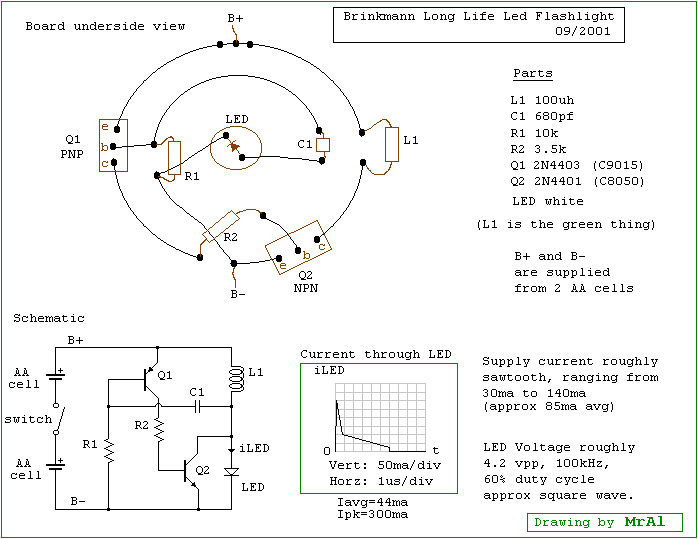 Board underside view
B+
Brinkmann Long Life Led Flashlight
09/2001
Parts
L1 100uh
C1 680pf
R1 10k
R2 3.5k
Q1 2N4403 (C9015)
Q2 2N4401 (C8050)
LED white
(L1 is the green thing)
B+ and B-
are supplied
from 2 AA cells
Q1
PNP
e
b
c
R1
LED
C1
L1
R2
e
b
c
Q2
NPN
B-
Schematic
B+
AA
cell
switch
AA
cell
B-
Q1
L1
C1
R2
R1
iLED
Q2
LED
Current through LED
iLED
0
t
Vert: 50ma/div
Horz: 1us/div
Iavg=44ma
Ipk=300ma
Supply current roughly
sawtooth, ranging from
30ma to 140ma
(approx 85ma avg)
LED Voltage roughly
4.2 vpp, 100kHz,
60% duty cycle
approx square wave.
Drawing by MrAl